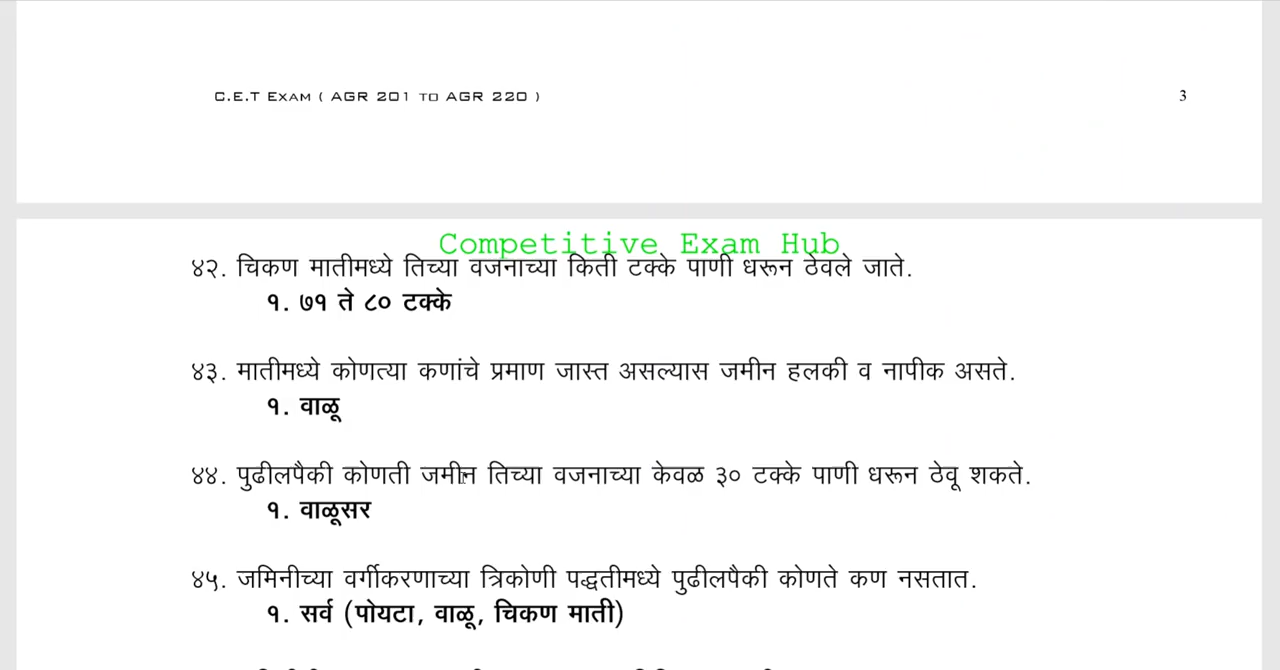 C.E.T Exam ( AGR 201 to AGR 220 ) 3
Competitive Exam Hub
४२. चिकण मातीमध्ये तिच्या वजनाच्या किती टक्के पाणी धरून ठेवले जाते.
१. ७१ ते ८० टक्के
४३. मातीमध्ये कोणत्या कणांचे प्रमाण जास्त असल्यास जमीन हलकी व नापीक असते.
१. वाळू
४४. पुढीलपैकी कोणती जमीन तिच्या वजनाच्या केवळ ३० टक्के पाणी धरून ठेवू शकते.
१. वाळूसर
४५. जमिनीच्या वर्गीकरणाच्या त्रिकोणी पद्धतीमध्ये पुढीलपैकी कोणते कण नसतात.
१. सर्व (पोयटा, वाळू, चिकण माती)